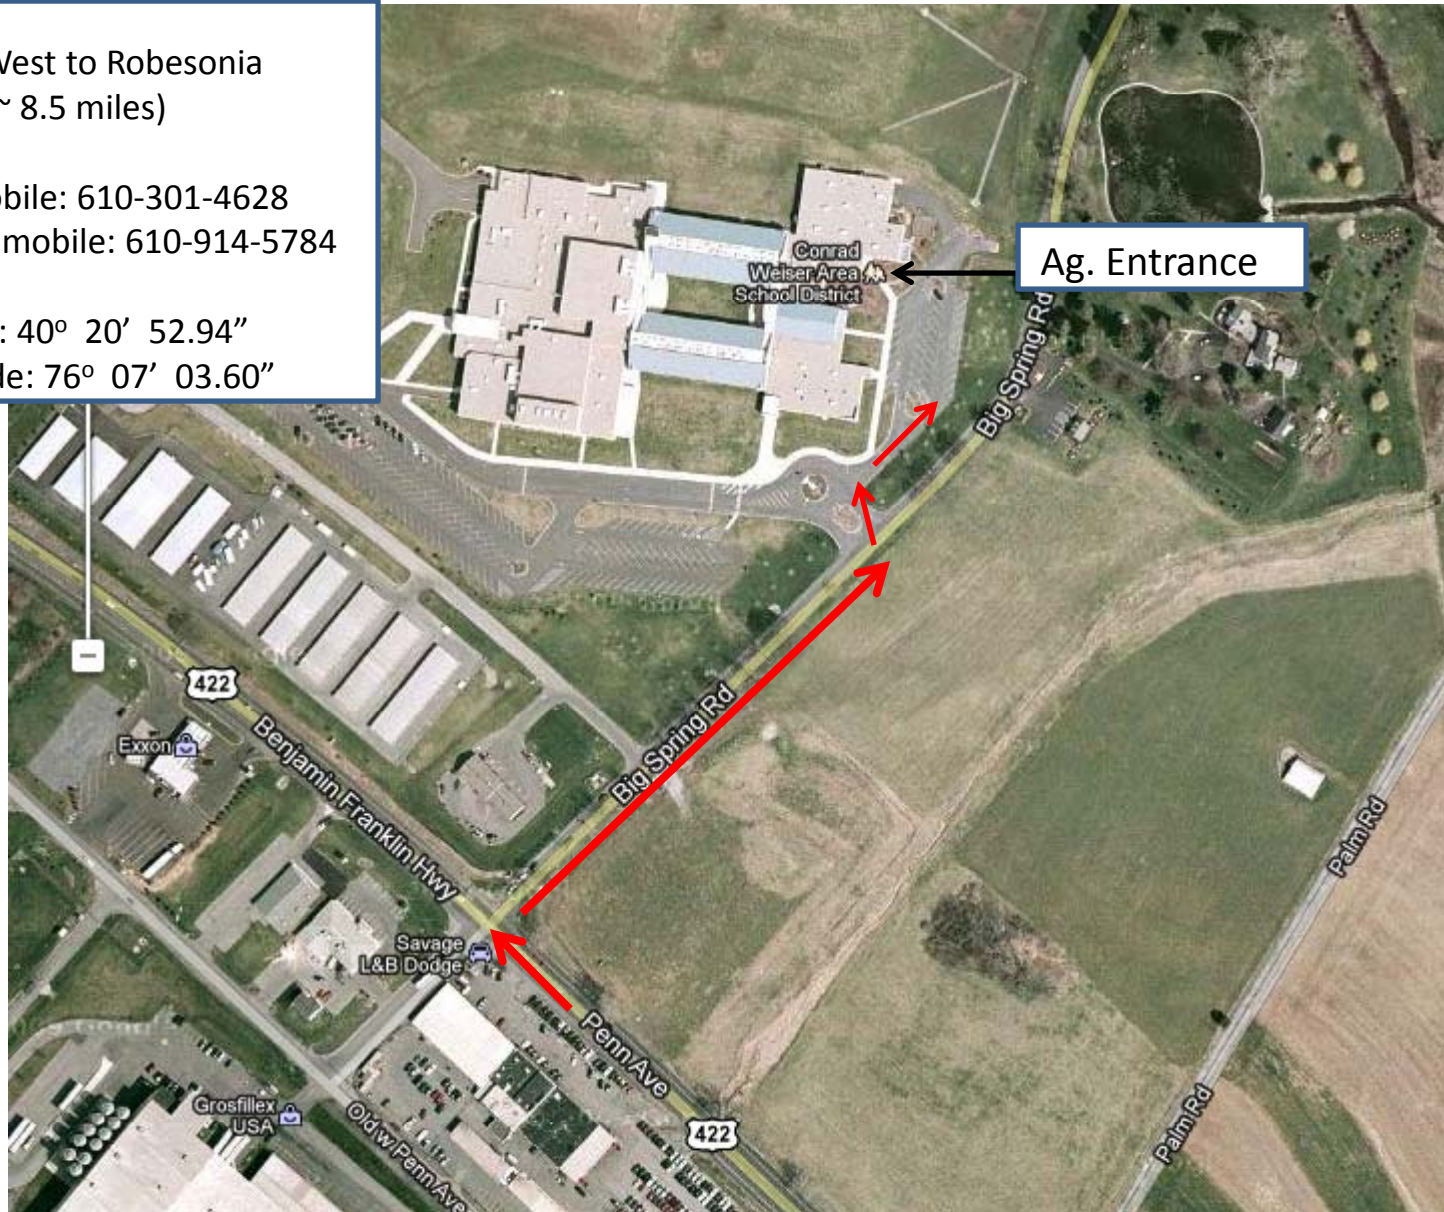 West to Robesonia
~ 8.5 miles)
bile: 610-301-4628
mobile: 610-914-5784
: 40º 20’ 52.94”
de: 76º 07’ 03.60”
Conrad
Weiser Area
School District
Ag. Entrance
Big Spring Rd
422
Exxon
Benjamin Franklin Hwy
Big Spring Rd
Palm Rd
Savage
L&B Dodge
Penn Ave
Grosfillex
USA
Old w Penn Ave
422
Palm Rd